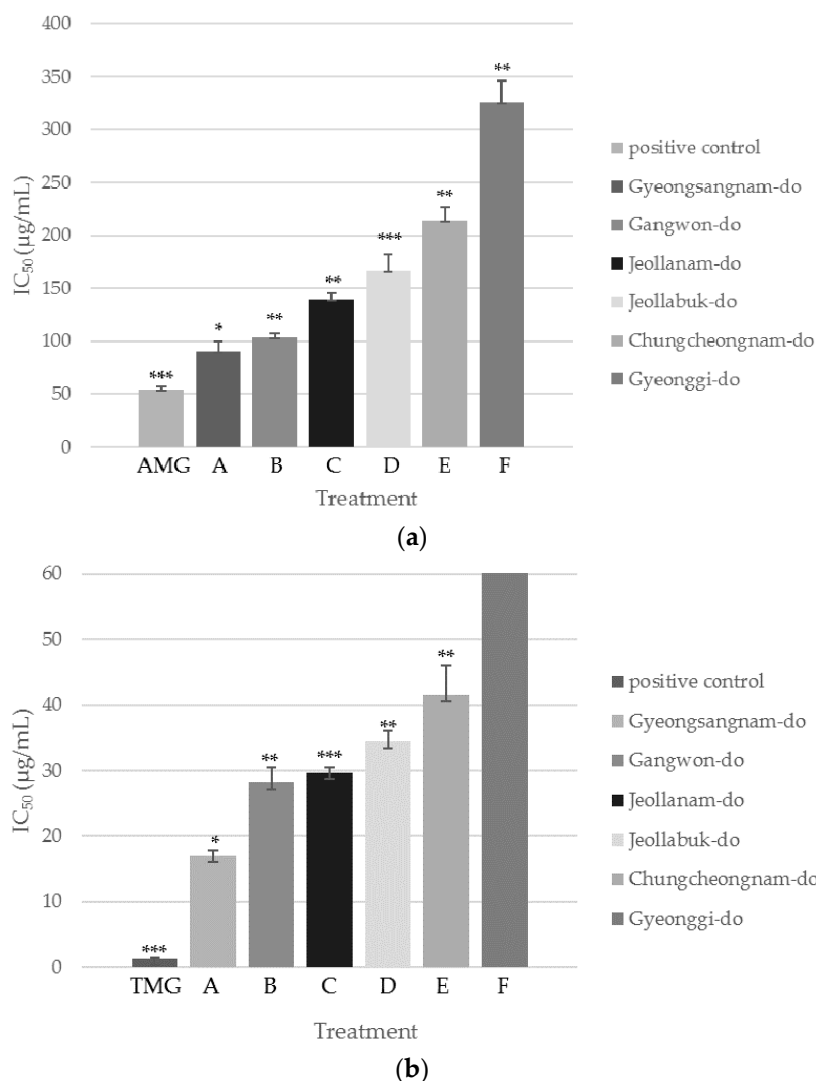 400
350
300
250
200
150
100
50
0
IC50 (µg/mL)
***
*
**
**
***
**
**
AMG A B C D E F
Treatment
positive control
Gyeongsangnam-do
Gangwon-do
Jeollanam-do
Jeollabuk-do
Chungcheongnam-do
Gyeonggi-do
(a)
60
50
40
30
20
10
0
IC50 (µg/mL)
***
*
**
***
**
**
TMG A B C D E F
Treatment
positive control
Gyeongsangnam-do
Gangwon-do
Jeollanam-do
Jeollabuk-do
Chungcheongnam-do
Gyeonggi-do
(b)